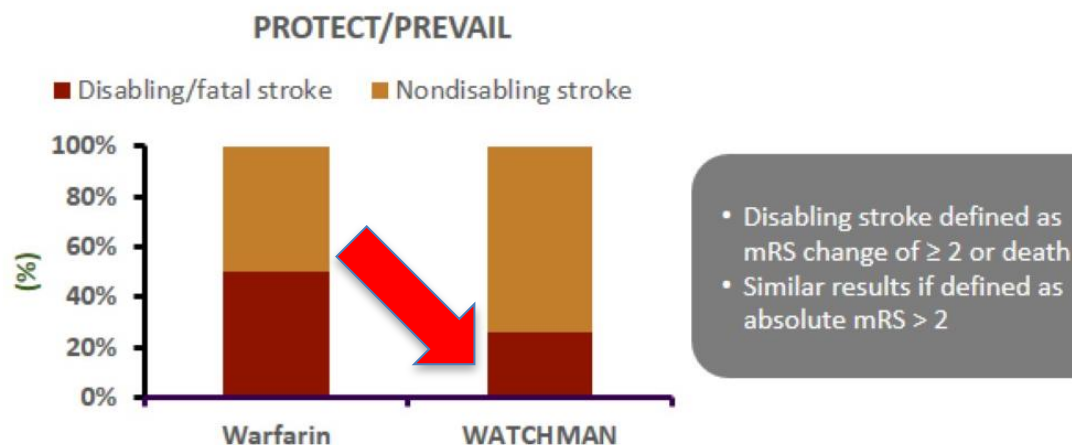 PROTECT/PREVAIL
Disabling/fatal stroke
Nondisabling stroke
100%
80%
60%
40%
20%
0%
(%)
Warfarin
WATCHMAN
• Disabling stroke defined as
mRS change of ≥ 2 or death
• Similar results if defined as
absolute mRS > 2